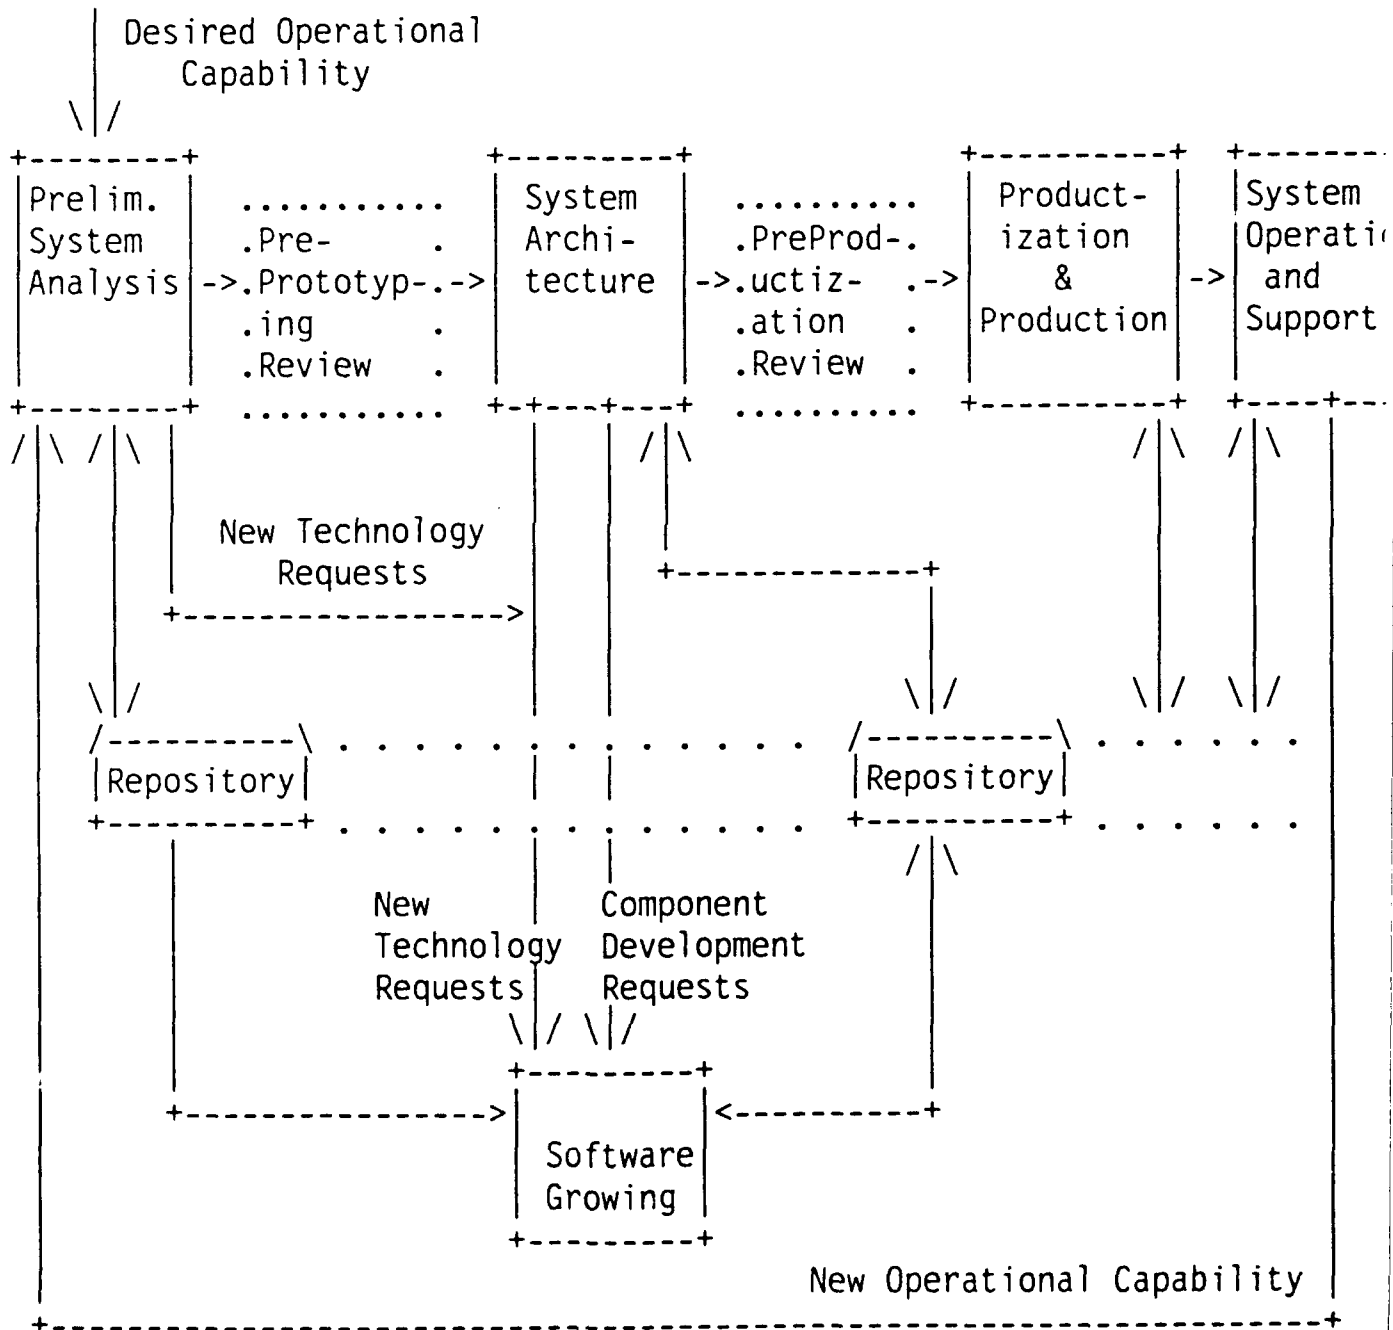 Desired Operational
Capability
Prelim.
System
Analysis
Pre-
Prototyp-
ing
Review
System
Archi-
tecture
PreProd-
uctiz-
ation
Review
Product-
ization
&
Production
System
Operatio
and
Support
New Technology
Requests
Repository
Repository
New
Technology
Requests
Component
Development
Requests
Software
Growing
New Operational Capability